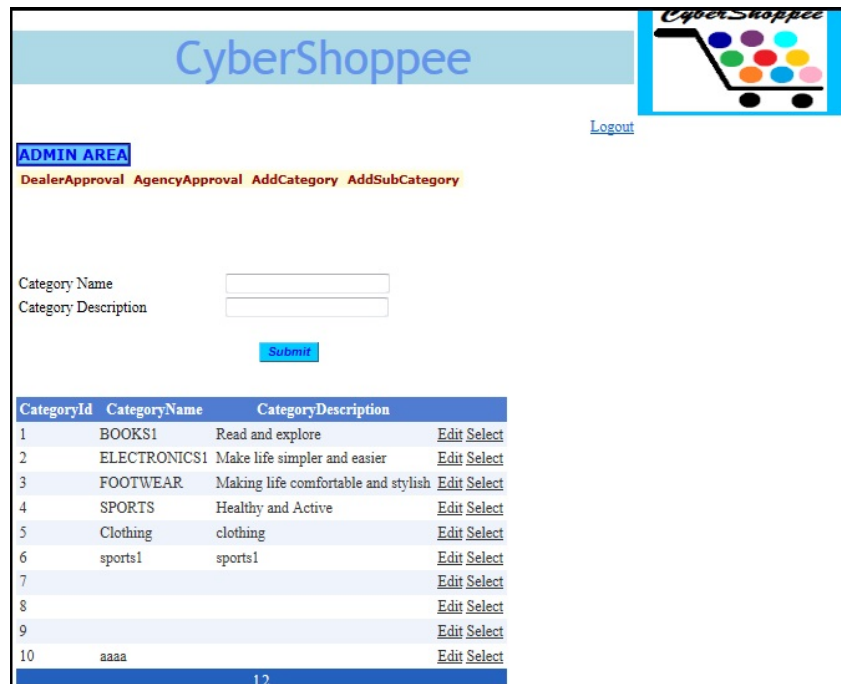 CyberShoppee
CyberShoppee
Logout
ADMIN AREA
DealerApproval AgencyApproval AddCategory AddSubCategory
Category Name
Category Description
Submit
CategoryId CategoryName CategoryDescription
1 BOOKS1 Read and explore Edit Select
2 ELECTRONICS1 Make life simpler and easier Edit Select
3 FOOTWEAR Making life comfortable and stylish Edit Select
4 SPORTS Healthy and Active Edit Select
5 Clothing clothing Edit Select
6 sports1 sports1 Edit Select
7 Edit Select
8 Edit Select
9 Edit Select
10 aaaa Edit Select
1 2